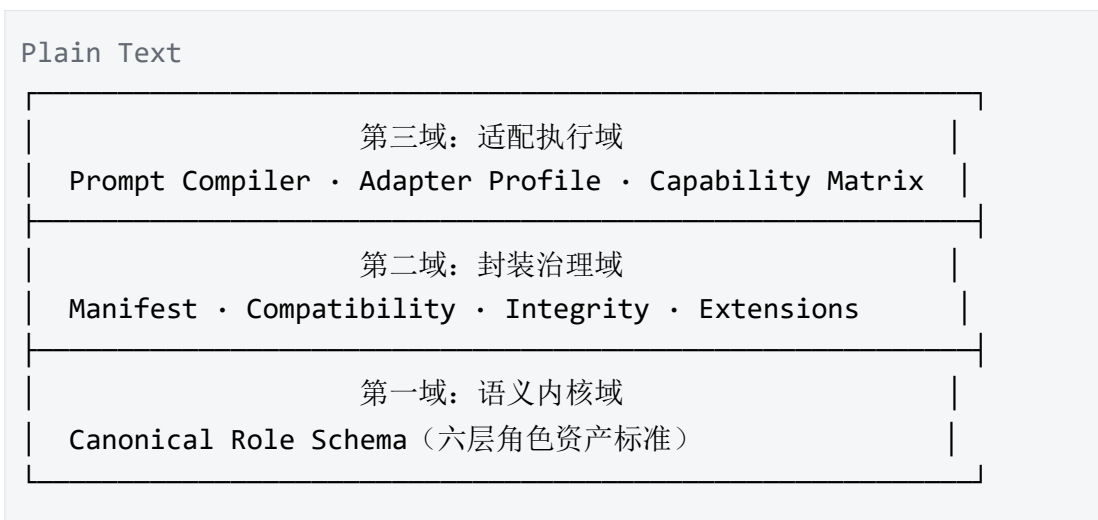 Plain Text
第三域：适配执行域
Prompt Compiler · Adapter Profile · Capability Matrix
第二域：封装治理域
Manifest · Compatibility · Integrity · Extensions
第一域：语义内核域
Canonical Role Schema（六层角色资产标准）